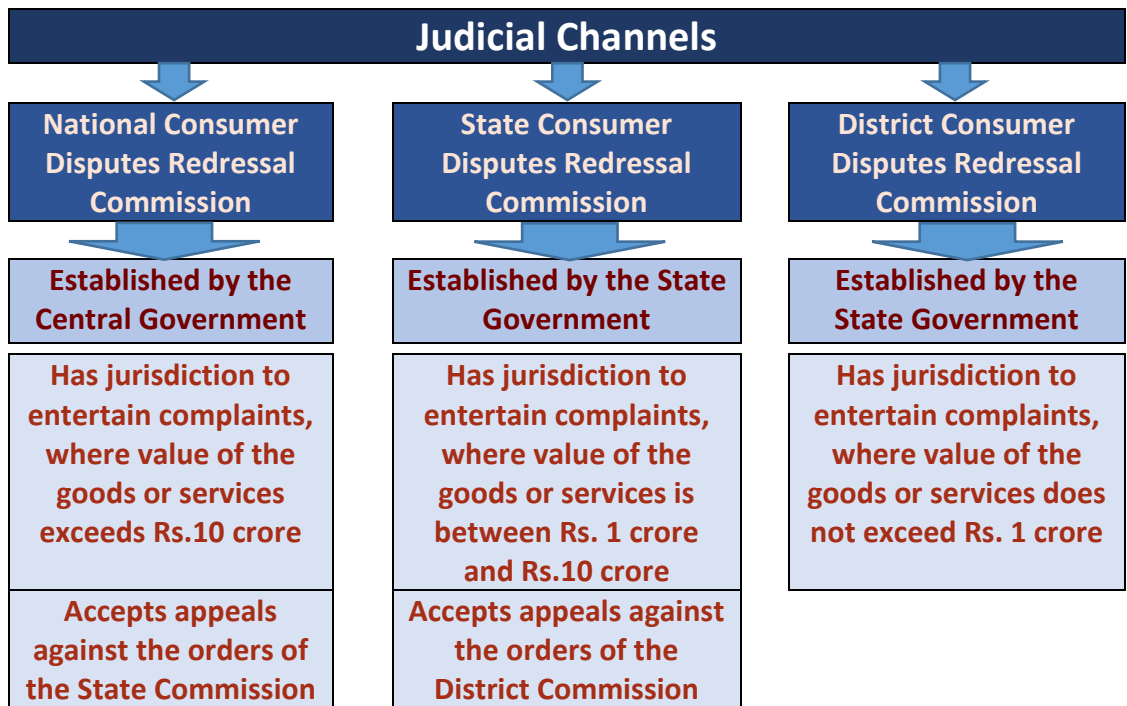 Judicial Channels
National Consumer
Disputes Redressal
Commission
Established by the
Central Government
Has jurisdiction to
entertain complaints,
where value of the
goods or services
exceeds Rs.10 crore
Accepts appeals
against the orders of
the State Commission
State Consumer
Disputes Redressal
Commission
Established by the State
Government
Has jurisdiction to
entertain complaints,
where value of the
goods or services is
between Rs. 1 crore
and Rs.10 crore
Accepts appeals against
the orders of the
District Commission
District Consumer
Disputes Redressal
Commission
Established by the
State Government
Has jurisdiction to
entertain complaints,
where value of the
goods or services does
not exceed Rs. 1 crore